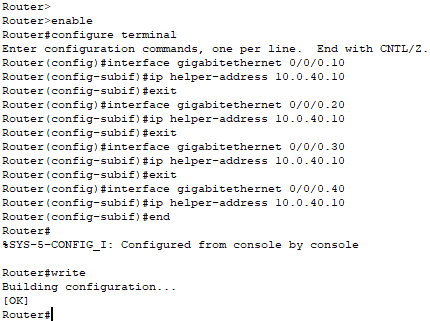 Router>
Router>enable
Router#configure terminal
Enter configuration commands, one per line.  End with CNTL/Z.
Router(config)#interface gigabitethernet 0/0/0.10
Router(config-subif)#ip helper-address 10.0.40.10
Router(config-subif)#exit
Router(config)#interface gigabitethernet 0/0/0.20
Router(config-subif)#ip helper-address 10.0.40.10
Router(config-subif)#exit
Router(config)#interface gigabitethernet 0/0/0.30
Router(config-subif)#ip helper-address 10.0.40.10
Router(config-subif)#exit
Router(config)#interface gigabitethernet 0/0/0.40
Router(config-subif)#ip helper-address 10.0.40.10
Router(config-subif)#end
Router#
%SYS-5-CONFIG_I: Configured from console by console

Router#write
Building configuration...
[OK]
Router#